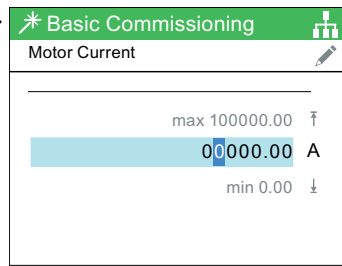 Basic Commissioning
Motor Current
max 100000.00
00000.00 A
min 0.00